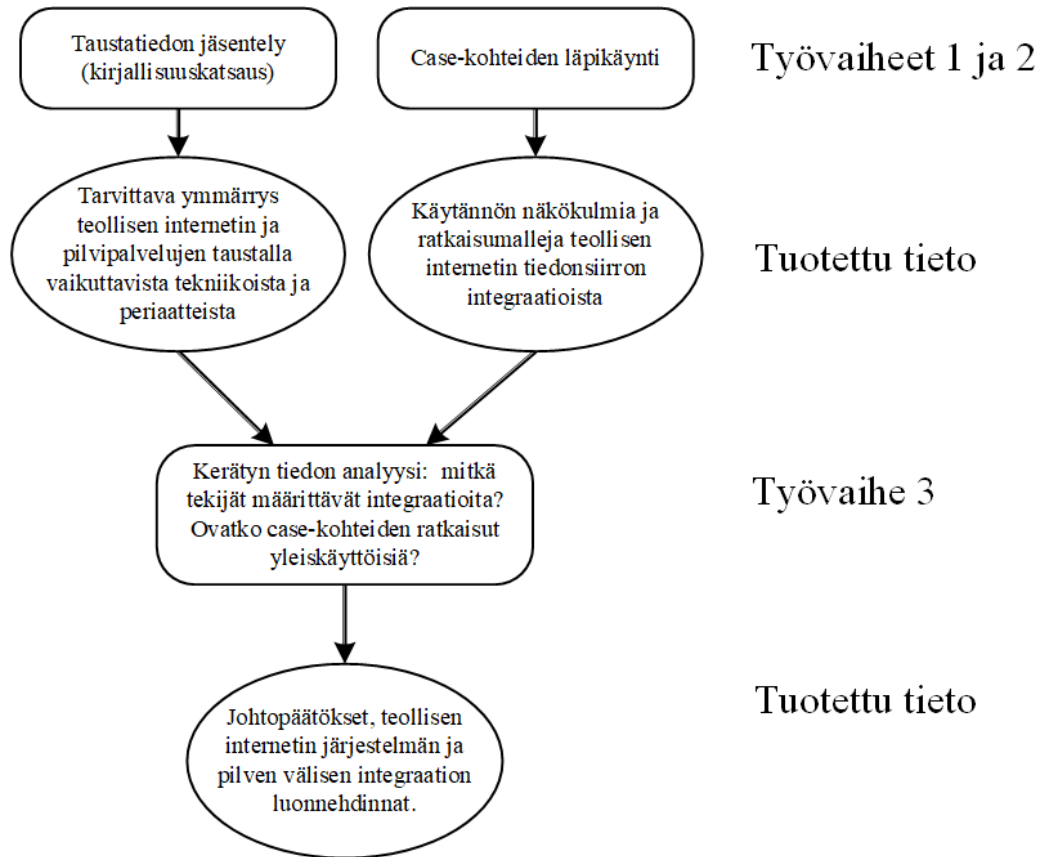 Taustatiedon jäsentely
(kirjallisuuskatsaus)
Case-kohteiden läpikäynti
Työvaiheet 1 ja 2
Tarvittava ymmärrys
teollisen internetin ja
pilvipalvelujen taustalla
vaikuttavista tekniikoista ja
periaatteista
Käytännön näkökulmia ja
ratkaisumalleja teollisen
internetin tiedonsiirron
integraatioista
Tuotettu tieto
Kerätyn tiedon analyysi: mitkä
tekijät määrittävät integraatioita?
Ovatko case-kohteiden ratkaisut
yleiskäyttöisiä?
Työvaihe 3
Johtopäätökset, teollisen
internetin järjestelmän ja
pilven välisen integraation
luonnehdinnat.
Tuotettu tieto